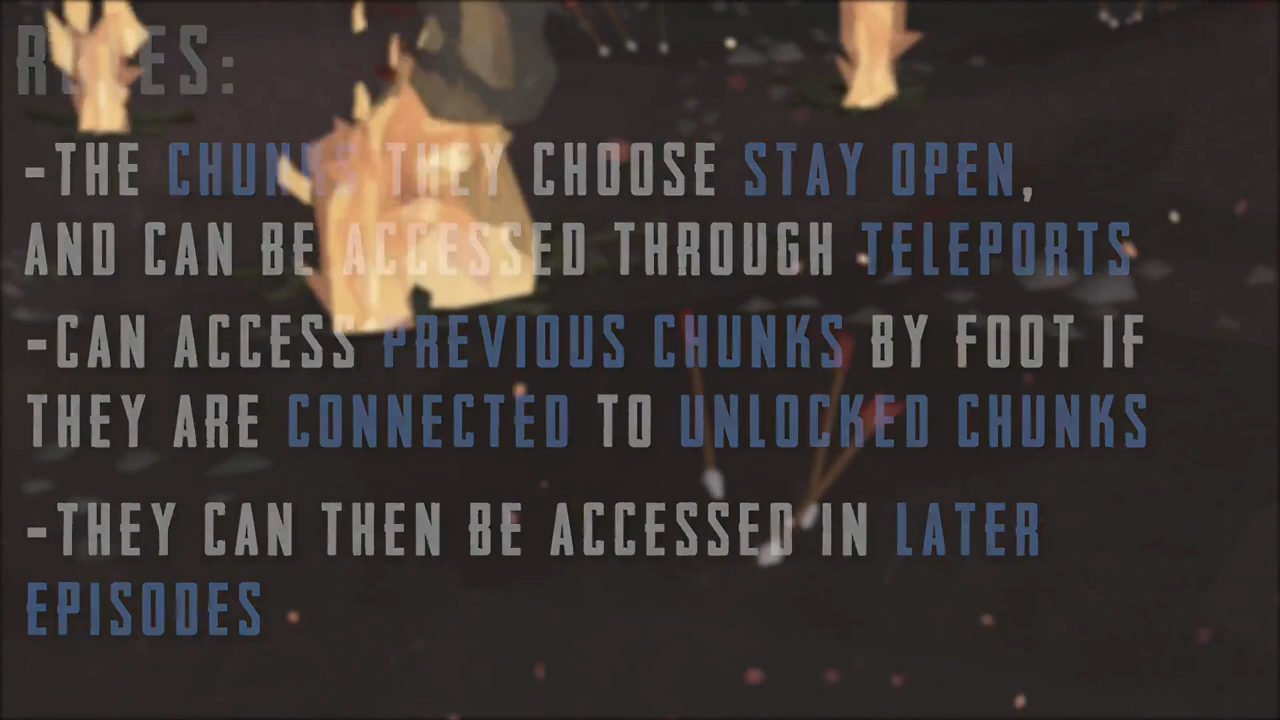 RULES:
-THE CHUNKS THEY CHOOSE STAY OPEN,
AND CAN BE ACCESSED THROUGH TELEPORTS
-CAN ACCESS PREVIOUS CHUNKS BY FOOT IF
THEY ARE CONNECTED TO UNLOCKED CHUNKS
-THEY CAN THEN BE ACCESSED IN LATER
EPISODES